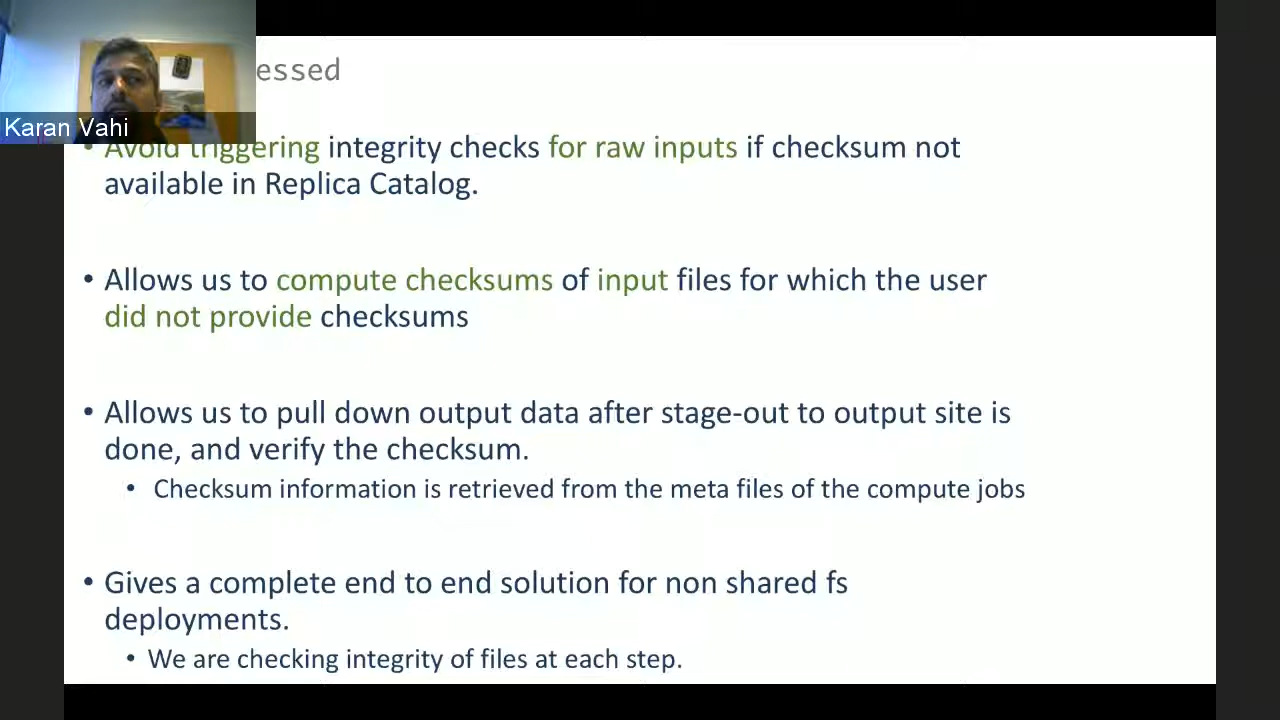 essed
Karan Vahi
• Avoid triggering integrity checks for raw inputs if checksum not
available in Replica Catalog.
• Allows us to compute checksums of input files for which the user
did not provide checksums
• Allows us to pull down output data after stage-out to output site is
done, and verify the checksum.
• Checksum information is retrieved from the meta files of the compute jobs
• Gives a complete end to end solution for non shared fs
deployments.
• We are checking integrity of files at each step.